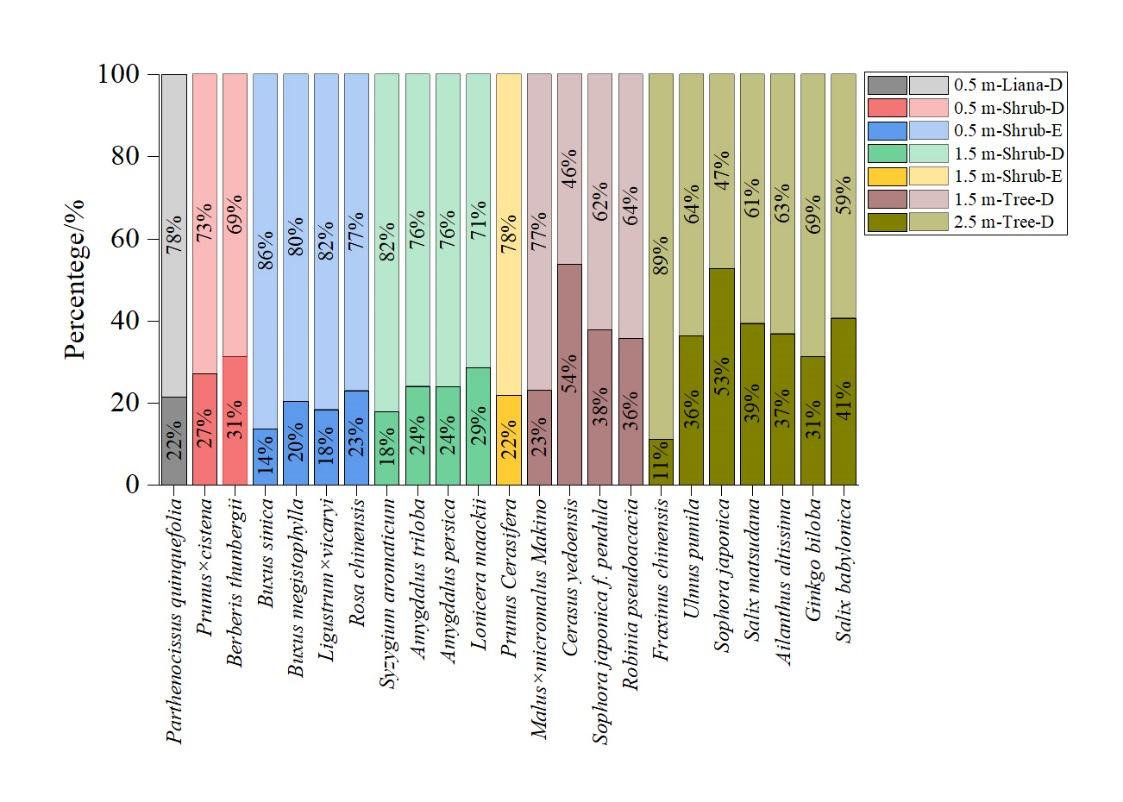 Percentege/%
100
80
60
40
20
0
78%
73%
69%
86%
80%
82%
77%
82%
76%
76%
71%
78%
77%
46%
62%
64%
89%
64%
47%
61%
63%
69%
59%
22%
27%
31%
14%
20%
18%
23%
18%
24%
24%
29%
22%
23%
54%
38%
36%
11%
36%
53%
39%
37%
31%
41%
Parthenocissus quinquefolia
Prunus×cistena
Berberis thunbergii
Buxus sinica
Buxus megistophylla
Ligustrum×vicaryi
Rosa chinensis
Syzygium aromaticum
Amygdalus triloba
Amygdalus persica
Lonicera maackii
Prunus Cerasifera
Malus×micromalus Makino
Cerasus yedoensis
Sophora japonica f. pendula
Robinia pseudoacacia
Fraxinus chinensis
Ulmus pumila
Sophora japonica
Salix matsudana
Ailanthus altissima
Ginkgo biloba
Salix babylonica
0.5 m-Liana-D
0.5 m-Shrub-D
0.5 m-Shrub-E
1.5 m-Shrub-D
1.5 m-Shrub-E
1.5 m-Tree-D
2.5 m-Tree-D